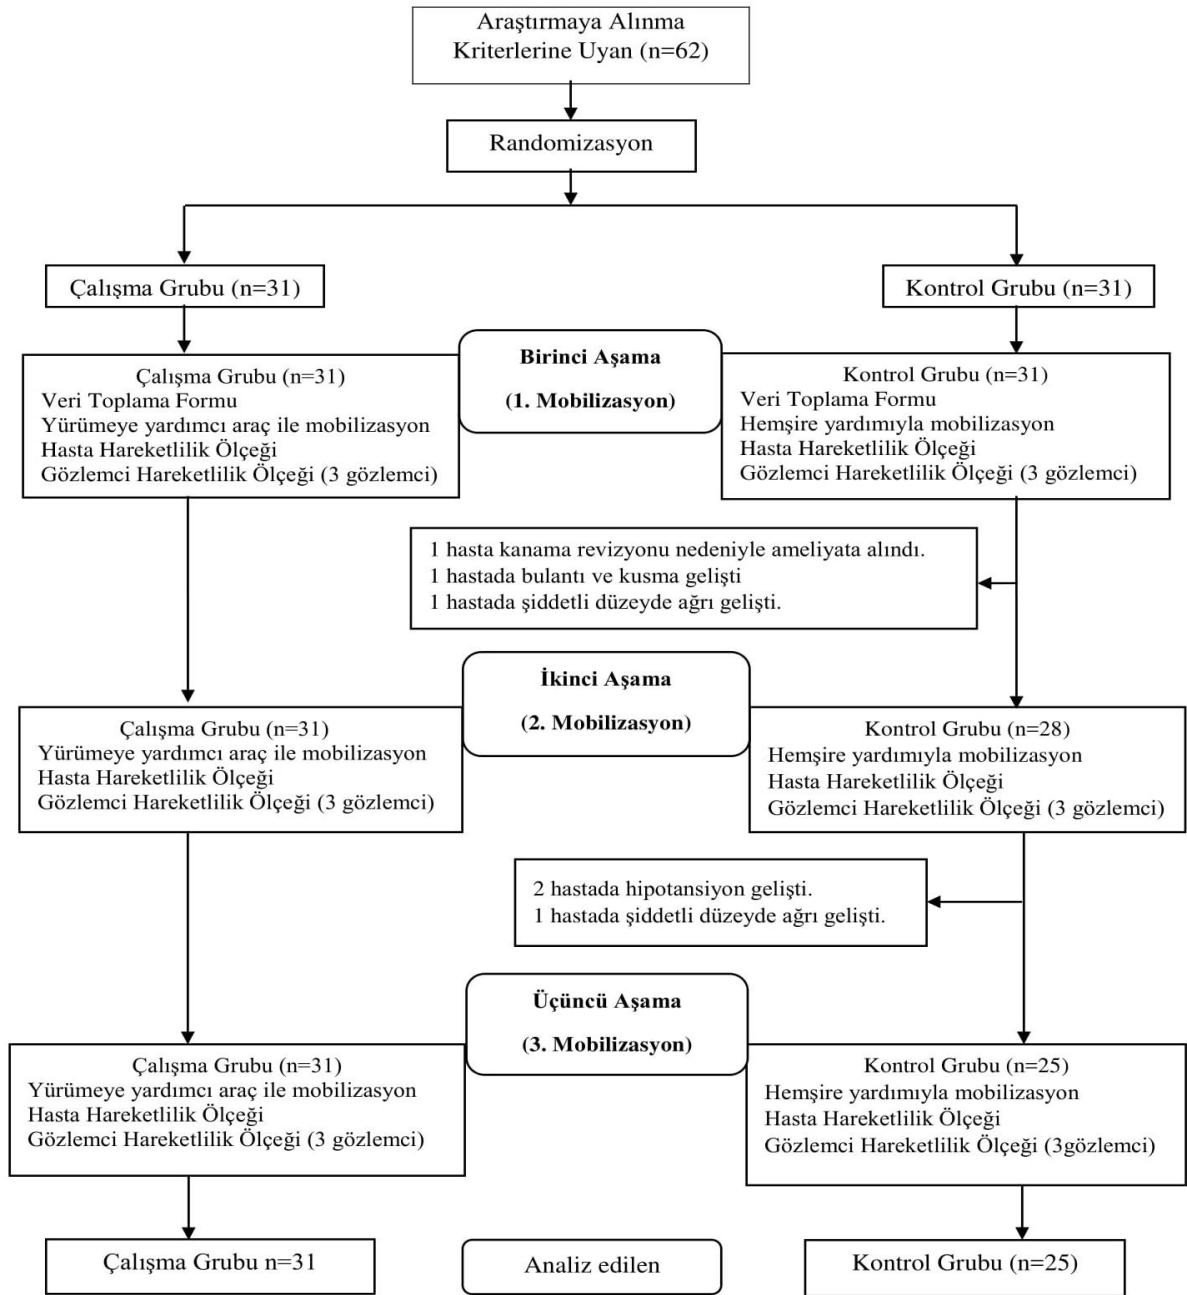 Araştırmaya Alınma
Kriterlerine Uyan (n=62)
Randomizasyon
Çalışma Grubu (n=31)
Kontrol Grubu (n=31)
Birinci Aşama
(1. Mobilizasyon)
Çalışma Grubu (n=31)
Veri Toplama Formu
Yürümeye yardımcı araç ile mobilizasyon
Hasta Hareketlilik Ölçeği
Gözlemci Hareketlilik Ölçeği (3 gözlemci)
Kontrol Grubu (n=31)
Veri Toplama Formu
Hemşire yardımıyla mobilizasyon
Hasta Hareketlilik Ölçeği
Gözlemci Hareketlilik Ölçeği (3 gözlemci)
1 hasta kanama revizyonu nedeniyle ameliyata alındı.
1 hastada bulantı ve kusma gelişti
1 hastada şiddetli düzeyde ağrı gelişti.
İkinci Aşama
(2. Mobilizasyon)
Çalışma Grubu (n=31)
Yürümeye yardımcı araç ile mobilizasyon
Hasta Hareketlilik Ölçeği
Gözlemci Hareketlilik Ölçeği (3 gözlemci)
Kontrol Grubu (n=28)
Hemşire yardımıyla mobilizasyon
Hasta Hareketlilik Ölçeği
Gözlemci Hareketlilik Ölçeği (3 gözlemci)
2 hastada hipotansiyon gelişti.
1 hastada şiddetli düzeyde ağrı gelişti.
Üçüncü Aşama
(3. Mobilizasyon)
Çalışma Grubu (n=31)
Yürümeye yardımcı araç ile mobilizasyon
Hasta Hareketlilik Ölçeği
Gözlemci Hareketlilik Ölçeği (3 gözlemci)
Kontrol Grubu (n=25)
Hemşire yardımıyla mobilizasyon
Hasta Hareketlilik Ölçeği
Gözlemci Hareketlilik Ölçeği (3gözlemci)
Çalışma Grubu n=31
Analiz edilen
Kontrol Grubu (n=25)